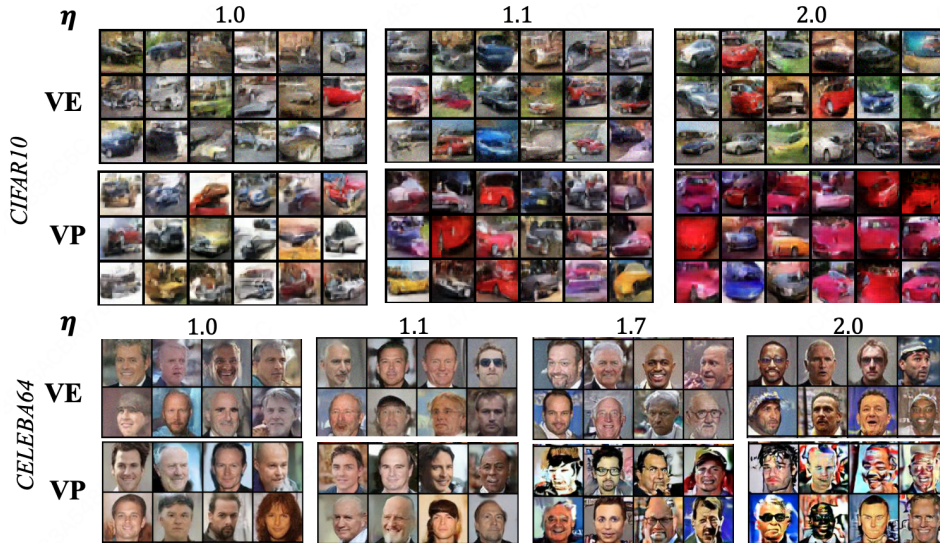 η 1.0 1.1 2.0
VE
CIFAR10
VP
η 1.0 1.1 1.7 2.0
VE
CELEBA64
VP